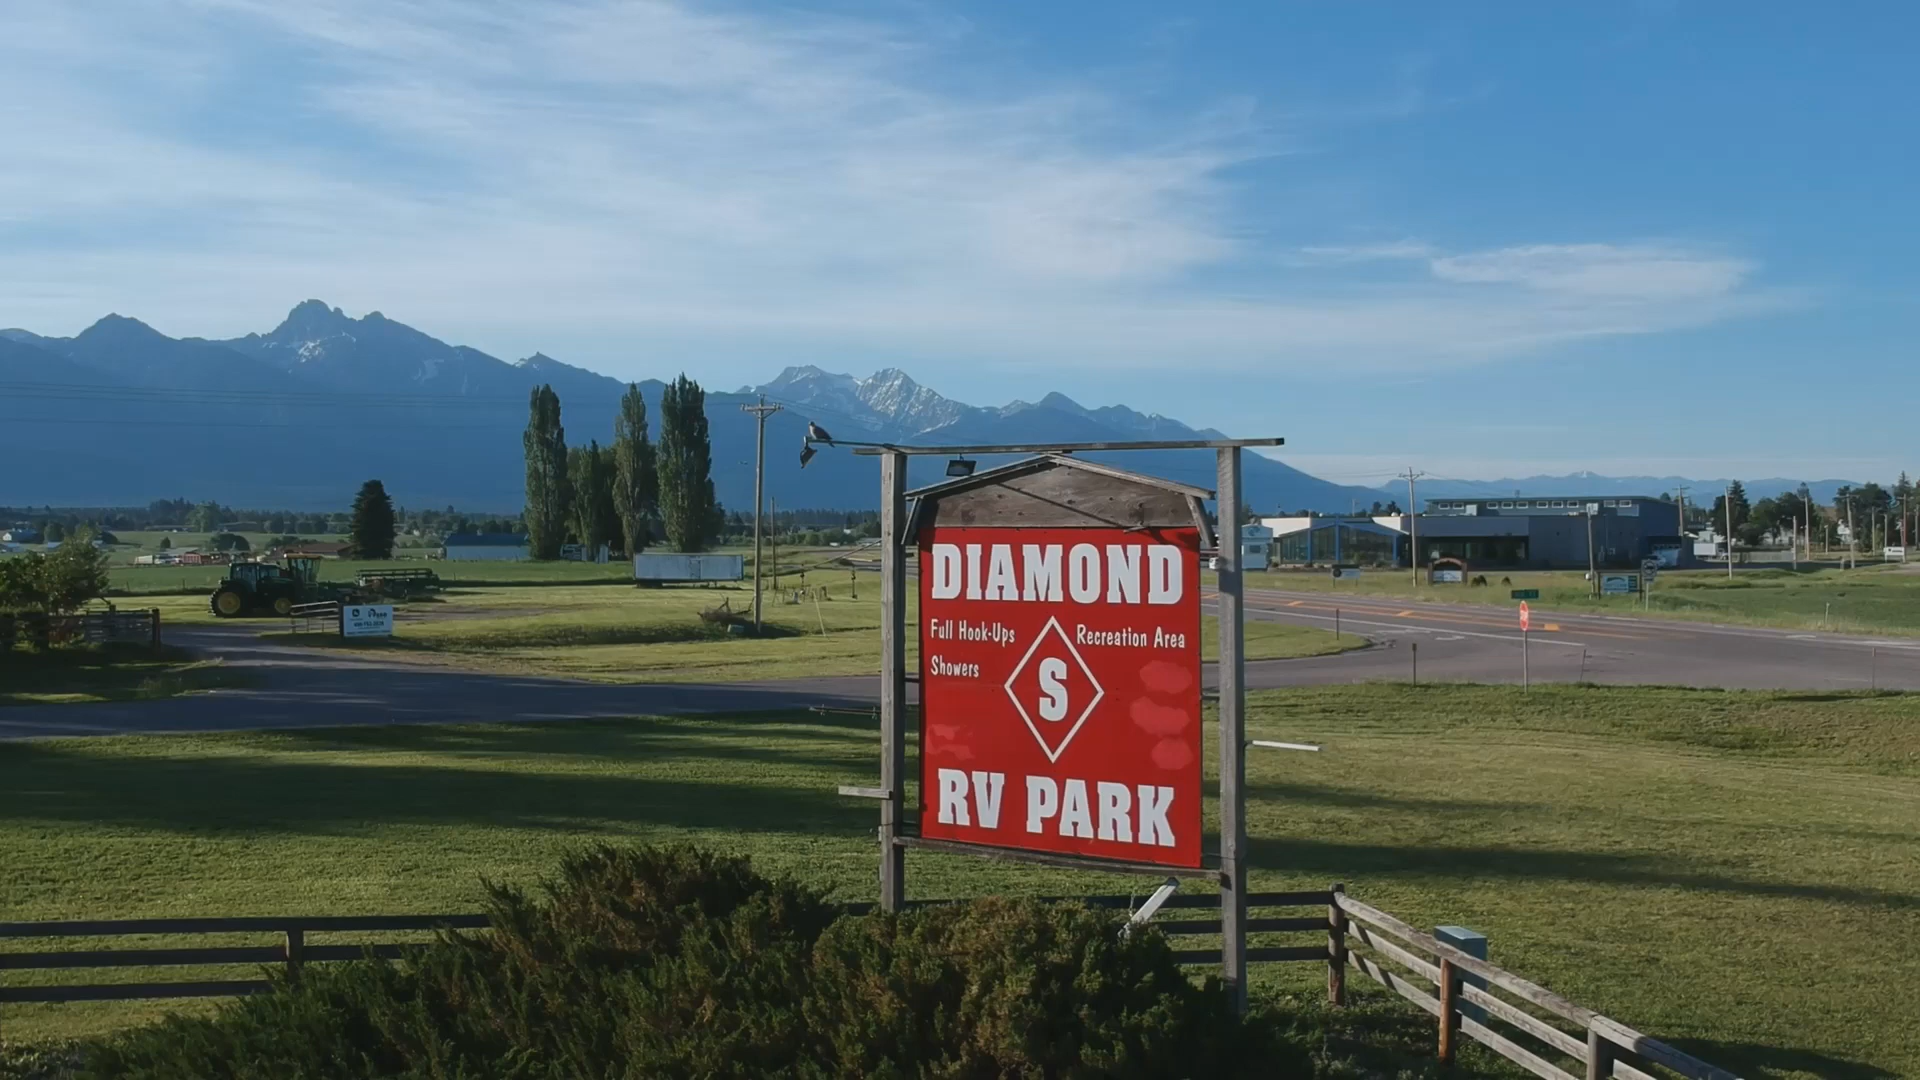 DIAMOND
Full Hook-Ups
Recreation Area
Showers
S
RV PARK